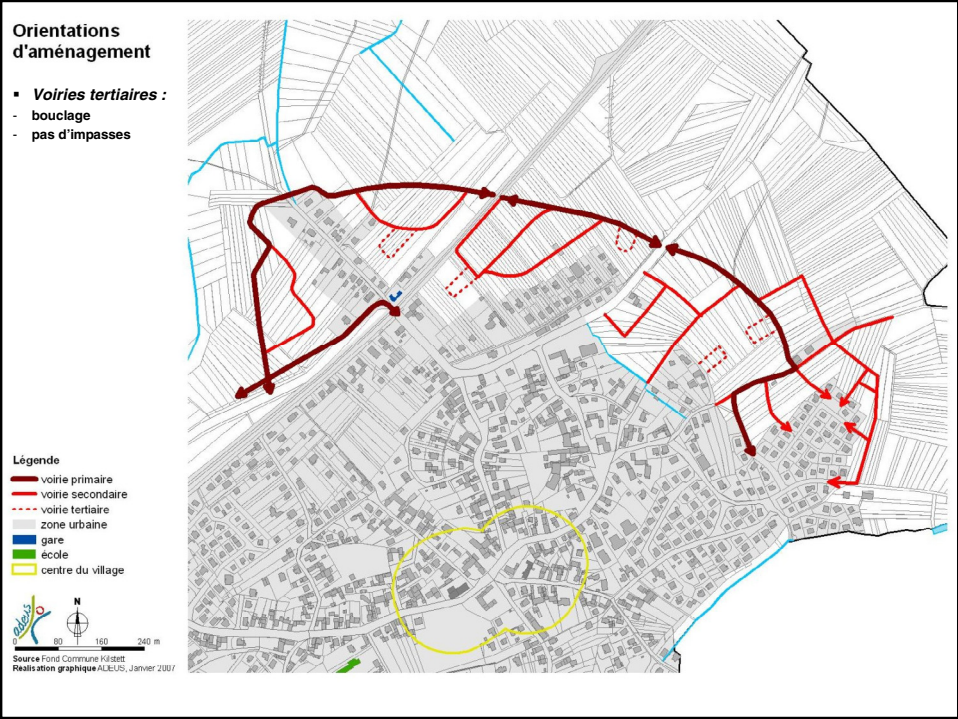 Orientations
d'aménagement
▪ Voiries tertiaires :
- bouclage
- pas d'impasses
Légende
voirie primaire
voirie secondaire
voirie tertiaire
zone urbaine
gare
école
centre du village
adeus
N
0 80 160 240 m
Source Fond Commune Kilstett
Réalisation graphique ADEUS, Janvier 2007